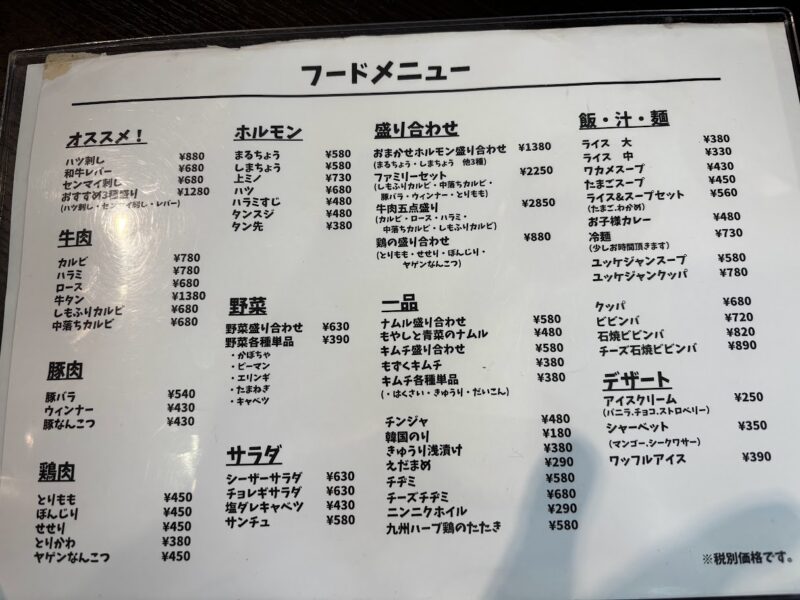 フードメニュー
オススメ!
ハツ刺し ¥880
和牛レバー ¥680
センマイ刺し ¥680
おすすめ3種盛り ¥1280
(ハツ刺し・センマイ刺し・レバー)
牛肉
カルビ ¥780
ハラミ ¥780
ロース ¥680
牛タン ¥1380
しもふりカルビ ¥680
中落ちカルビ ¥680
豚肉
豚バラ ¥540
ウィンナー ¥430
豚なんこつ ¥430
鶏肉
とりもも ¥450
ぼんじり ¥450
せせり ¥450
とりかわ ¥380
ヤゲンなんこつ ¥450
ホルモン
まるちょう ¥580
しまちょう ¥580
上ミノ ¥730
ハツ ¥680
ハラミすじ ¥480
タンスジ ¥480
タン先 ¥380
野菜
野菜盛り合わせ ¥630
野菜各種単品 ¥390
・かぼちゃ
・ピーマン
・エリンギ
・たまねぎ
・キャベツ
サラダ
シーザーサラダ ¥630
チョレギサラダ ¥630
塩ダレキャベツ ¥430
サンチュ ¥580
盛り合わせ
おまかせホルモン盛り合わせ ¥1380
(まるちょう・しまちょう 他3種)
ファミリーセット ¥2250
(しもふりカルビ・中落ちカルビ・
豚バラ・ウィンナー・とりもも)
牛肉五点盛り ¥2850
(カルビ・ロース・ハラミ・
中落ちカルビ・しもふりカルビ)
鶏の盛り合わせ ¥880
(とりもも・せせり・ぼんじり・
ヤゲンなんこつ)
一品
ナムル盛り合わせ ¥580
もやしと青菜のナムル ¥480
キムチ盛り合わせ ¥580
もずくキムチ ¥380
キムチ各種単品 ¥380
(・はくさい・きゅうり・だいこん)
チンジャ ¥480
韓国のり ¥180
きゅうり浅漬け ¥380
えだまめ ¥290
チヂミ ¥580
チーズチヂミ ¥680
ニンニクホイル ¥290
九州ハーブ鶏のたたき ¥580
飯・汁・麺
ライス 大 ¥380
ライス 中 ¥330
ワカメスープ ¥430
たまごスープ ¥450
ライス&スープセット ¥560
(たまご.わかめ)
お子様カレー ¥480
冷麺 ¥730
(少しお時間頂きます)
ユッケジャンスープ ¥580
ユッケジャンクッパ ¥780
クッパ ¥680
ビビンバ ¥720
石焼ビビンバ ¥820
チーズ石焼ビビンバ ¥890
デザート
アイスクリーム ¥250
(バニラ.チョコ.ストロベリー)
シャーベット ¥350
(マンゴー.シークワサー)
ワッフルアイス ¥390
※税別価格です。